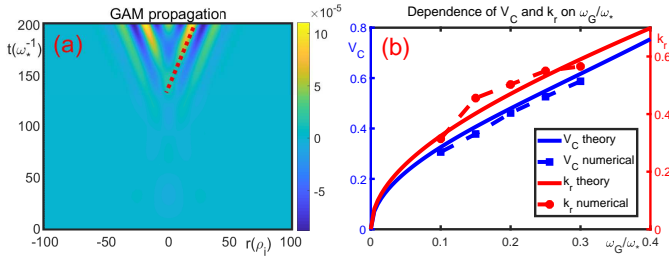 GAM propagation
(a)
t(ω*⁻¹)
200
150
100
50
0
-100
-50
0
50
100
r(ρi)
×10⁻⁵
10
5
0
-5
Dependence of VC and kr on ωG/ω*
(b)
VC
kr
0.8
0.6
0.4
0.2
0
0.6
0.4
0.2
0
0
0.1
0.2
0.3
0.4
ωG/ω*
VC theory
VC numerical
kr theory
kr numerical